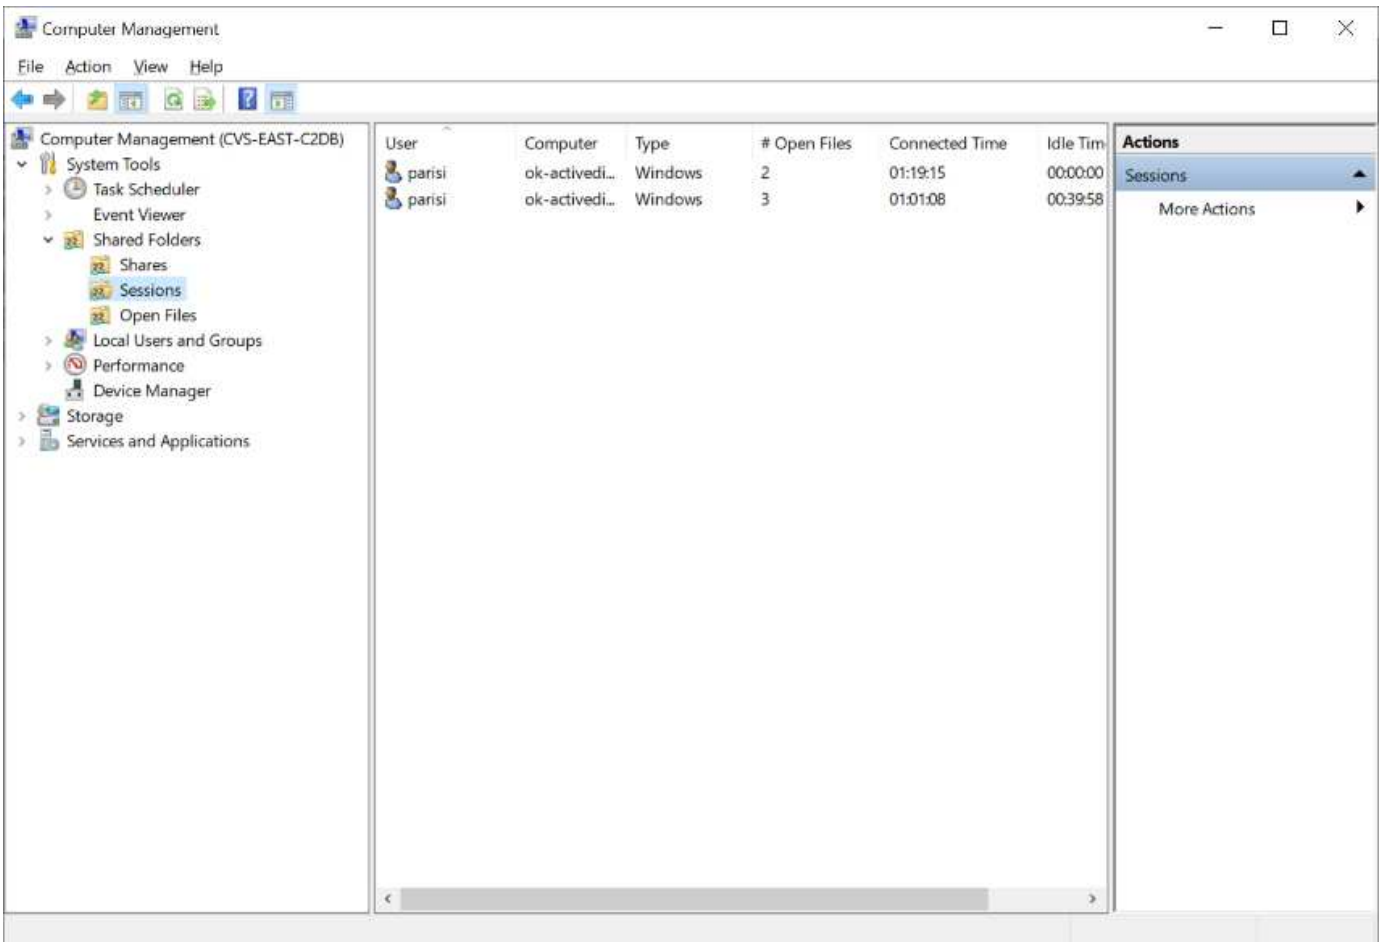 Computer Management
File Action View Help
Computer Management (CVS-EAST-C2DB)
System Tools
Task Scheduler
Event Viewer
Shared Folders
Shares
Sessions
Open Files
Local Users and Groups
Performance
Device Manager
Storage
Services and Applications
User Computer Type # Open Files Connected Time Idle Tim
parisi ok-activedi... Windows 2 01:19:15 00:00:00
parisi ok-activedi... Windows 3 01:01:08 00:39:58
Actions
Sessions
More Actions